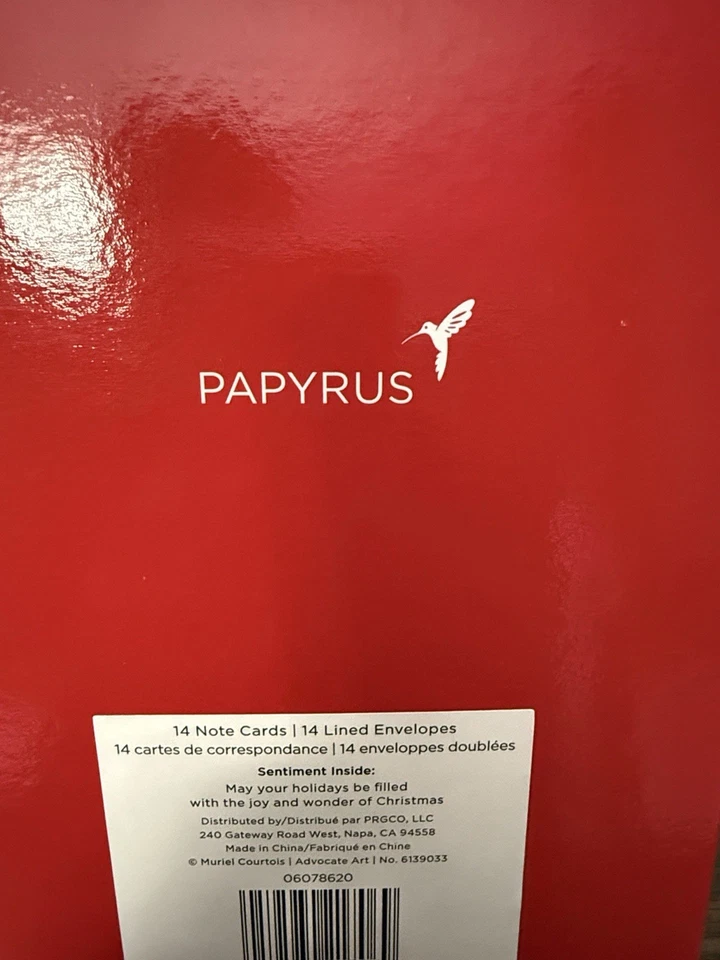 PAPYRUS
14 Note Cards | 14 Lined Envelopes
14 cartes de correspondance | 14 enveloppes doublées
Sentiment Inside:
May your holidays be filled
with the joy and wonder of Christmas
Distributed by/Distribué par PRGCO, LLC
240 Gateway Road West, Napa, CA 94558
Made in China/Fabriqué en Chine
© Muriel Courtois | Advocate Art | No. 6139033
06078620